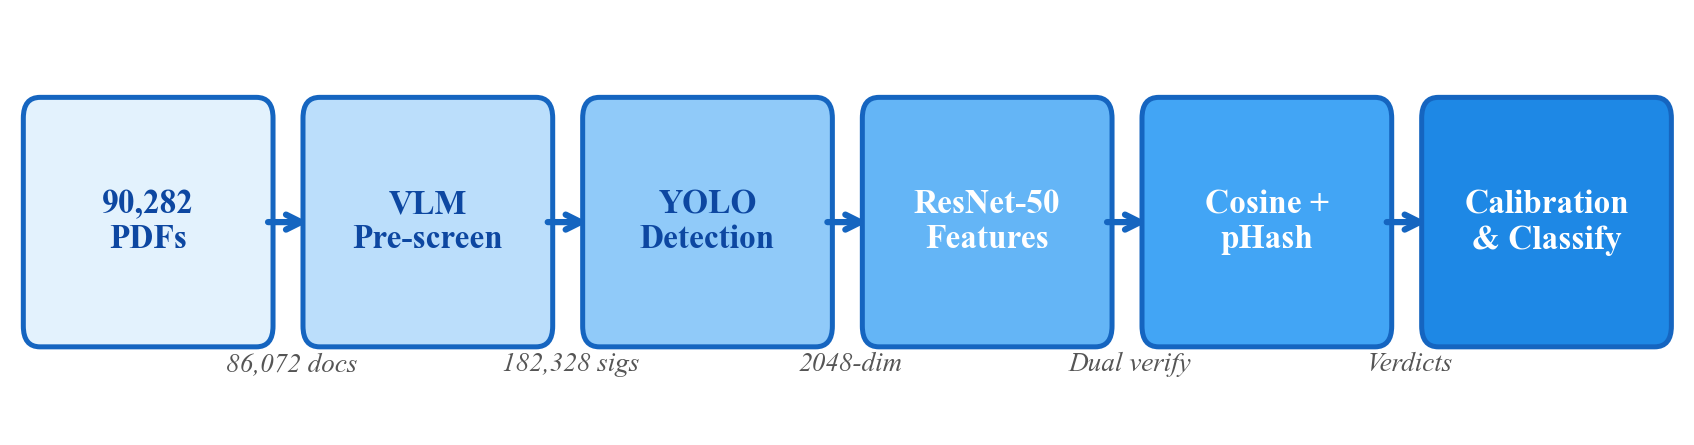 90,282
PDFs
VLM
Pre-screen
YOLO
Detection
ResNet-50
Features
Cosine +
pHash
Calibration
& Classify
86,072 docs
182,328 sigs
2048-dim
Dual verify
Verdicts